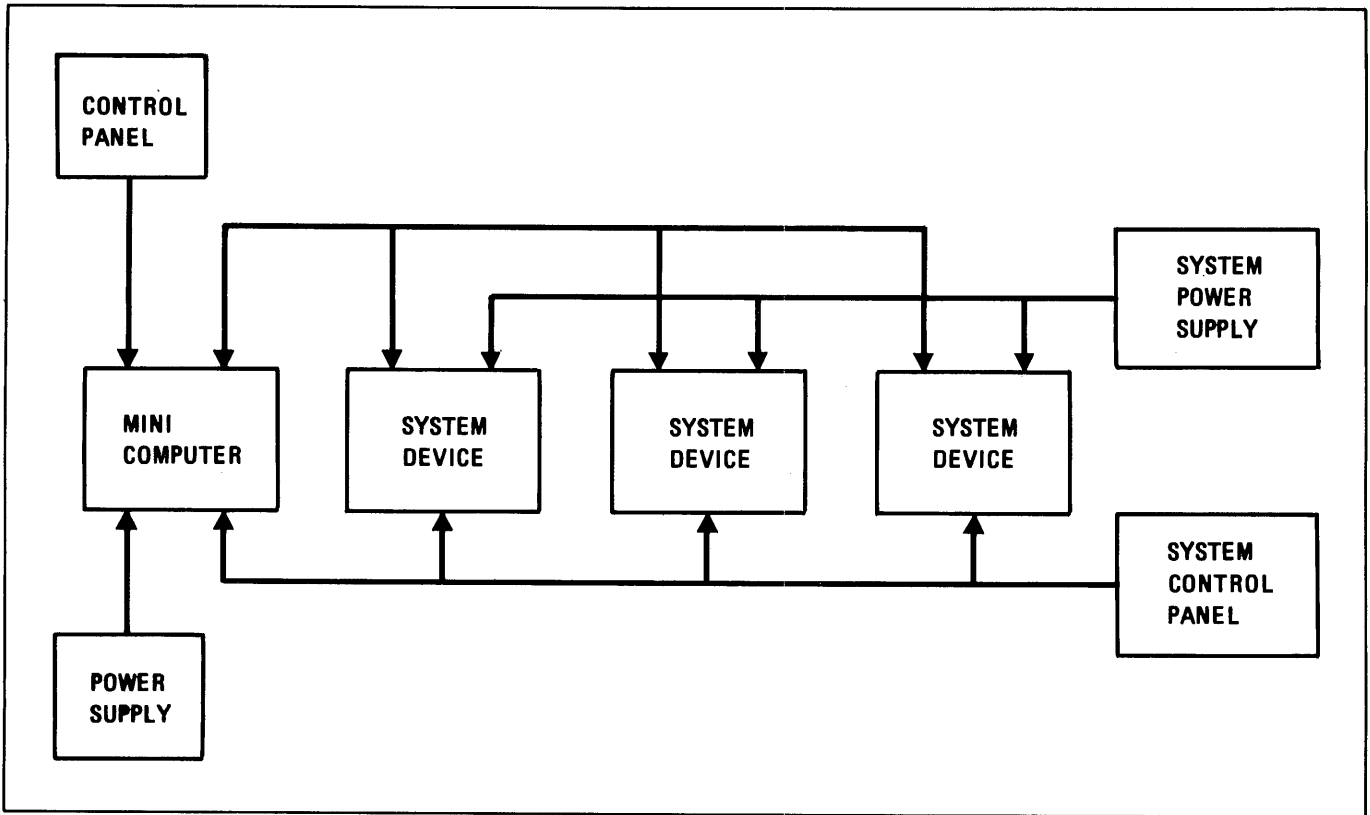 CONTROL
PANEL
SYSTEM
POWER
SUPPLY
MINI
COMPUTER
SYSTEM
DEVICE
SYSTEM
DEVICE
SYSTEM
DEVICE
SYSTEM
CONTROL
PANEL
POWER
SUPPLY